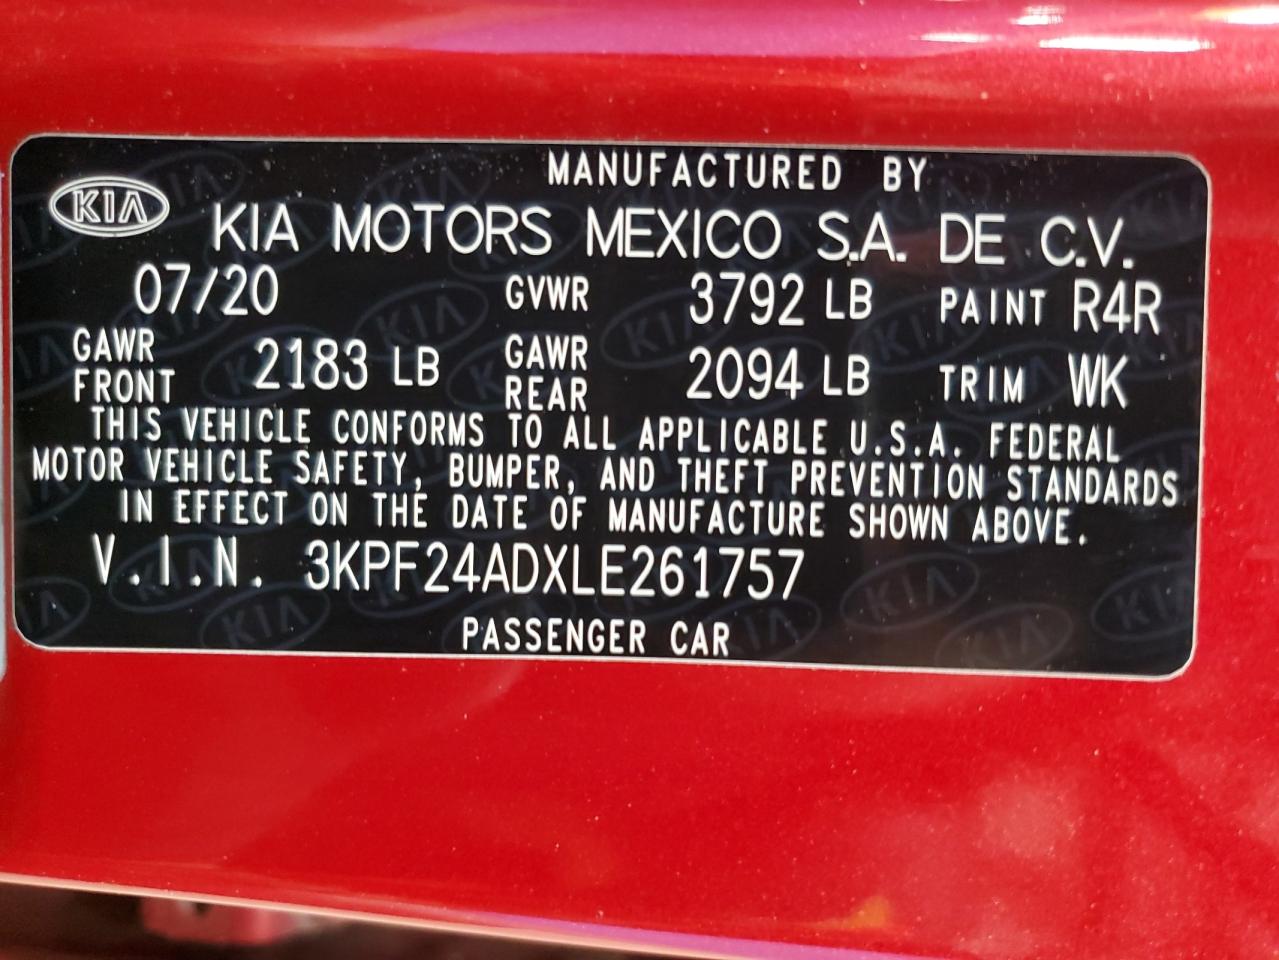 MANUFACTURED BY
KIA
KIA MOTORS MEXICO S.A. DE C.V.
07/20 GVWR 3792 LB PAINT R4R
GAWR FRONT 2183 LB GAWR REAR 2094 LB TRIM WK
THIS VEHICLE CONFORMS TO ALL APPLICABLE U.S.A. FEDERAL
MOTOR VEHICLE SAFETY, BUMPER, AND THEFT PREVENTION STANDARDS
IN EFFECT ON THE DATE OF MANUFACTURE SHOWN ABOVE.
V.I.N. 3KPF24ADXLE261757
PASSENGER CAR